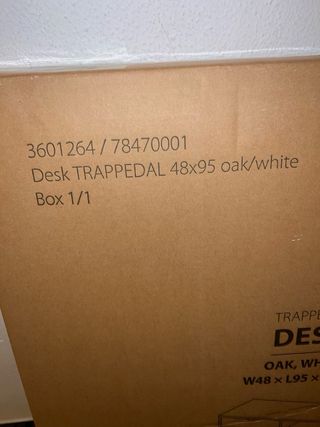 3601264 / 78470001
Desk TRAPPEDAL 48x95 oak/white
Box 1/1
TRAPPE
DES
OAK, WH
W48 x L95 x